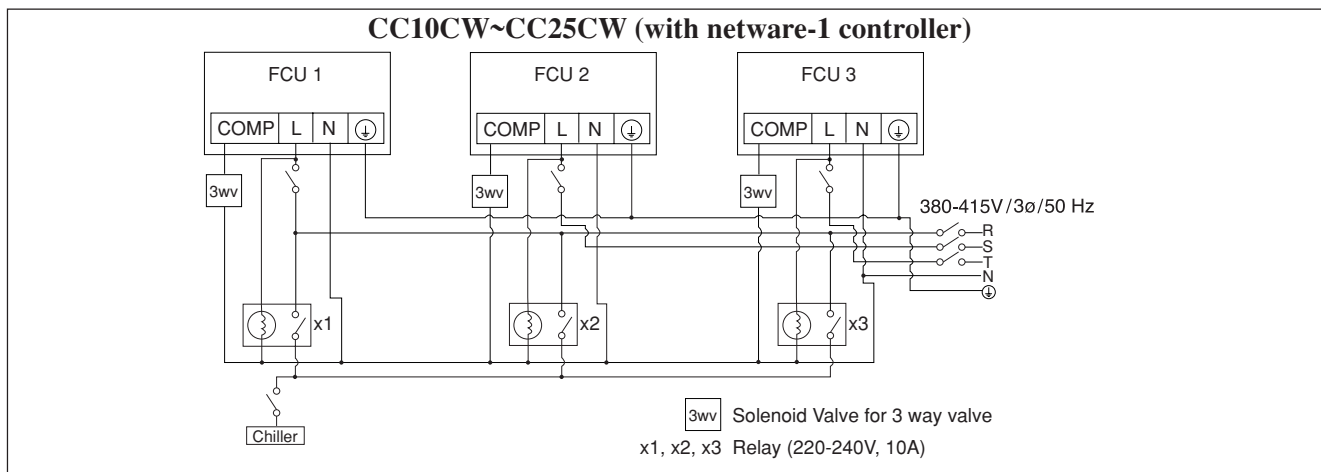 CC10CW~CC25CW (with netware-1 controller)
FCU 1
FCU 2
FCU 3
COMP L N
COMP L N
COMP L N
3wv
3wv
3wv
380-415V/3ø/50 Hz
R
S
T
N
x1
x2
x3
Chiller
3wv Solenoid Valve for 3 way valve
x1, x2, x3 Relay (220-240V, 10A)